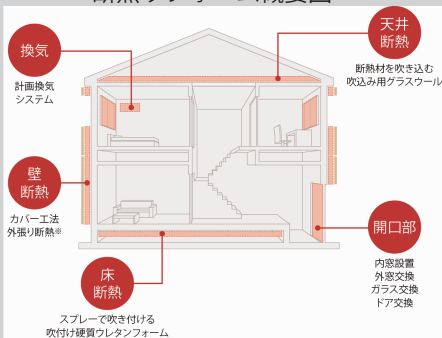 換気
計画換気
システム
天井
断熱
断熱材を吹き込む
吹込み用グラスウール
壁
断熱
カバー工法
外張り断熱※
床
断熱
スプレーで吹き付ける
吹付け硬質ウレタンフォーム
開口部
内窓設置
外窓交換
ガラス交換
ドア交換